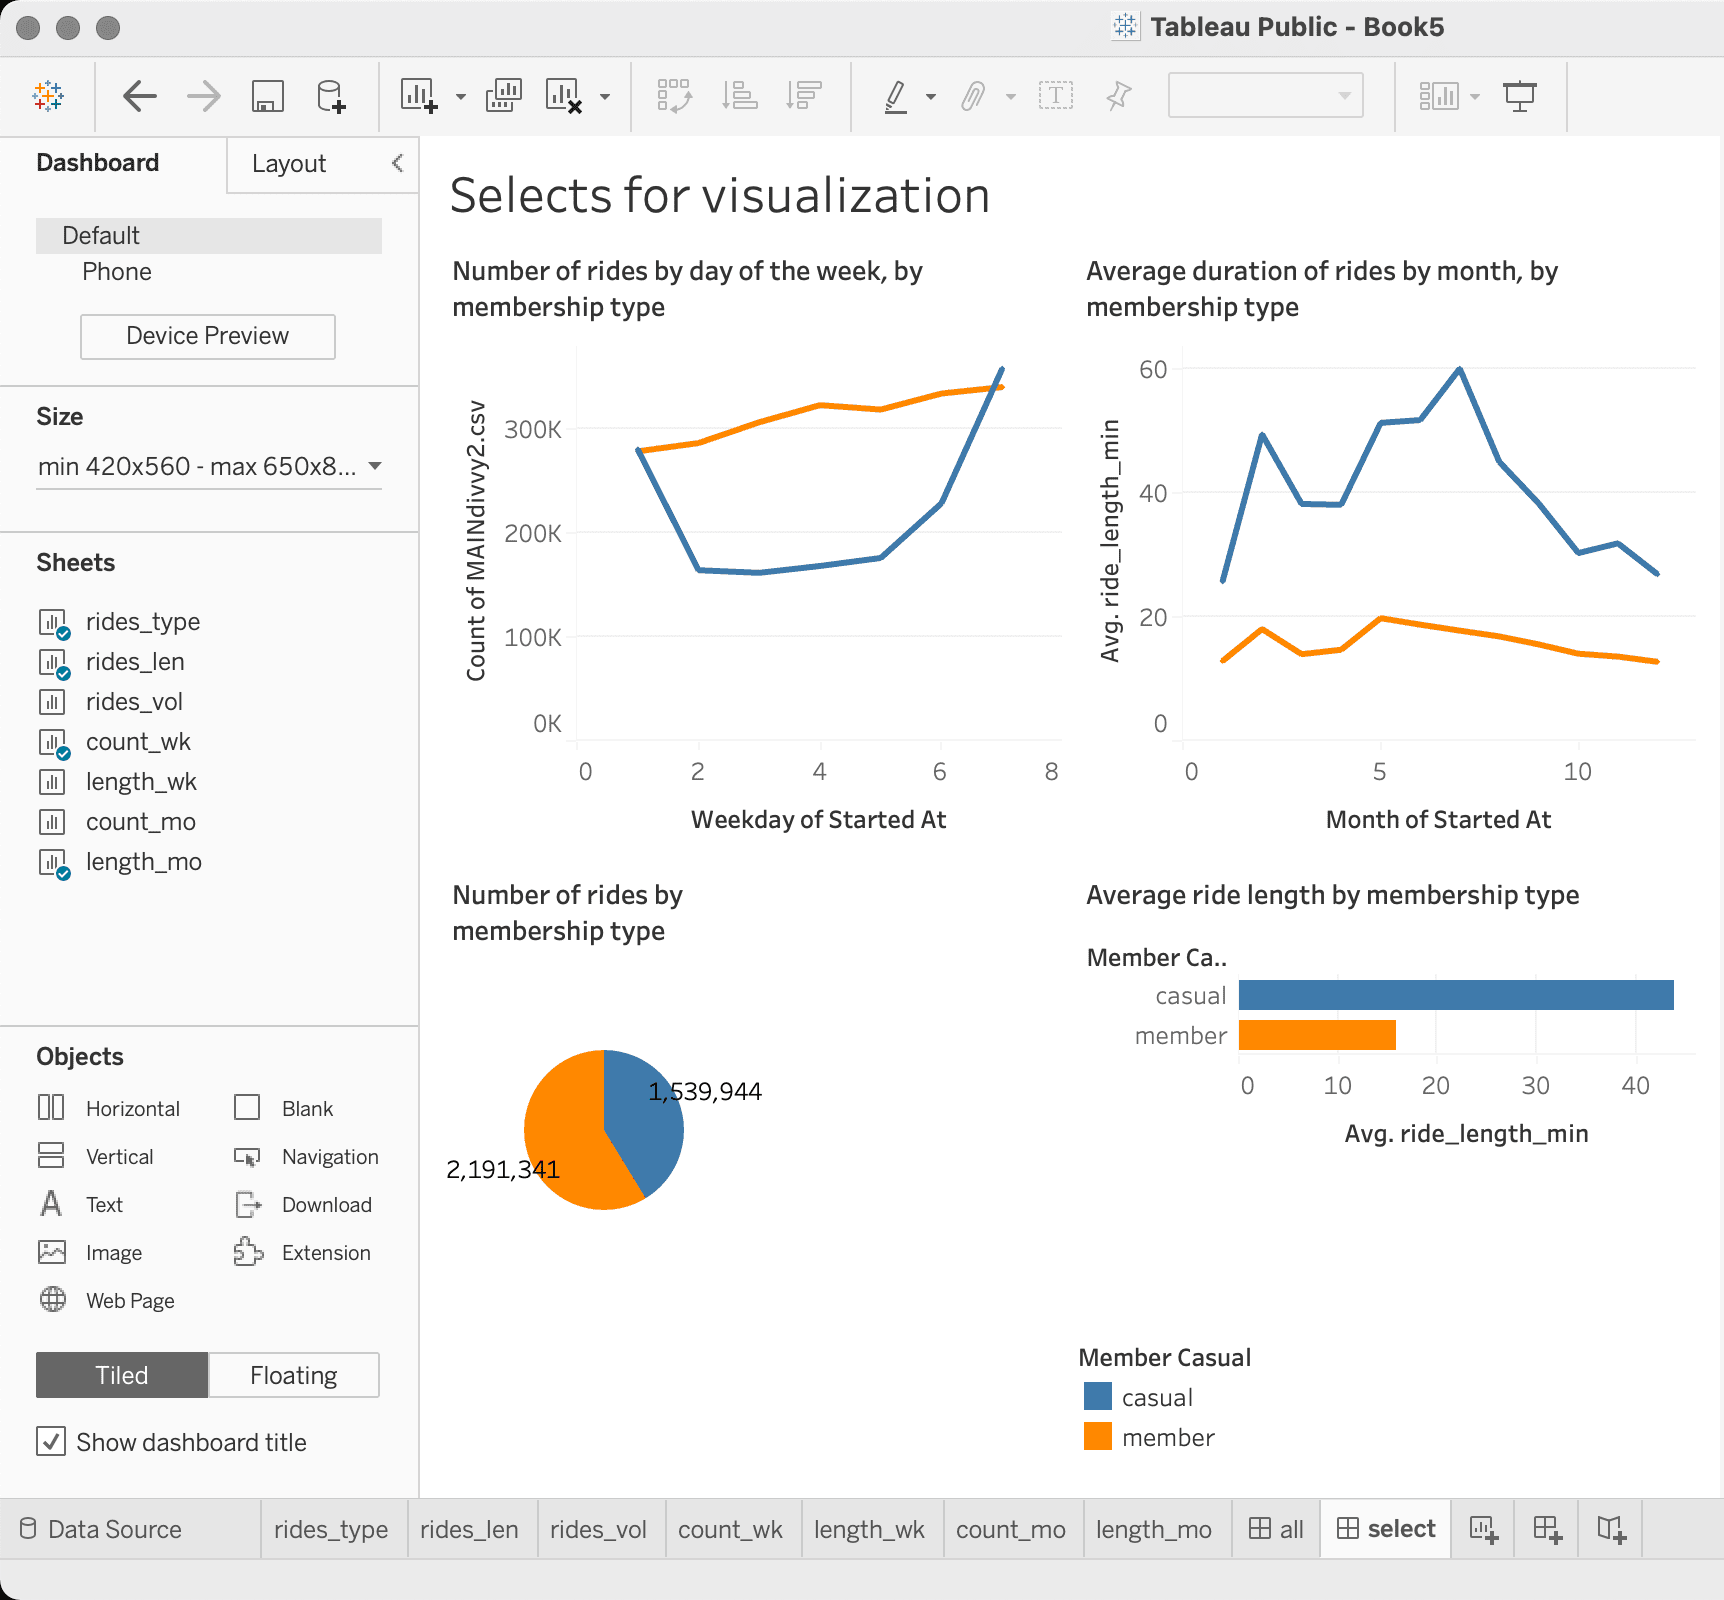 Tableau Public - Book5
Dashboard
Layout
Default
Phone
Device Preview
Size
min 420x560 - max 650x8...
Sheets
rides_type
rides_len
rides_vol
count_wk
length_wk
count_mo
length_mo
Objects
Horizontal
Blank
Vertical
Navigation
Text
Download
Image
Extension
Web Page
Tiled
Floating
Show dashboard title
Selects for visualization
Number of rides by day of the week, by
membership type
Count of MAINdivvy2.csv
300K
200K
100K
0K
0 2 4 6 8
Weekday of Started At
Average duration of rides by month, by
membership type
Avg. ride_length_min
60
40
20
0
0 5 10
Month of Started At
Number of rides by
membership type
1,539,944
2,191,341
Average ride length by membership type
Member Ca..
casual
member
0 10 20 30 40
Avg. ride_length_min
Member Casual
casual
member
Data Source rides_type rides_len rides_vol count_wk length_wk count_mo length_mo all select